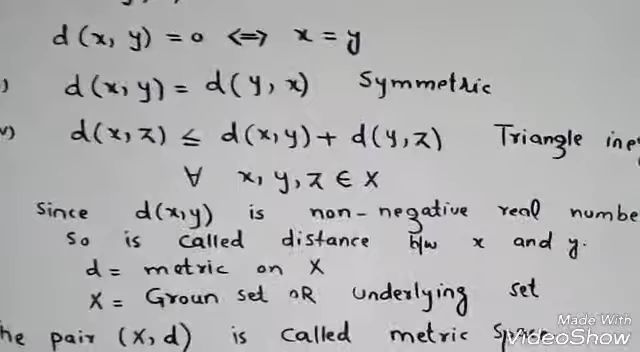 d(x, y) = 0 ⟺ x = y
) d(x, y) = d(y, x) Symmetric
v) d(x, z) ≤ d(x, y) + d(y, z) Triangle ine
∀ x, y, z ∈ X
Since d(x,y) is non-negative real numbe
So is called distance b/w x and y.
d = metric on X
X = Groun set OR underlying set
he pair (X, d) is called metric Space
Made With
VideoShow